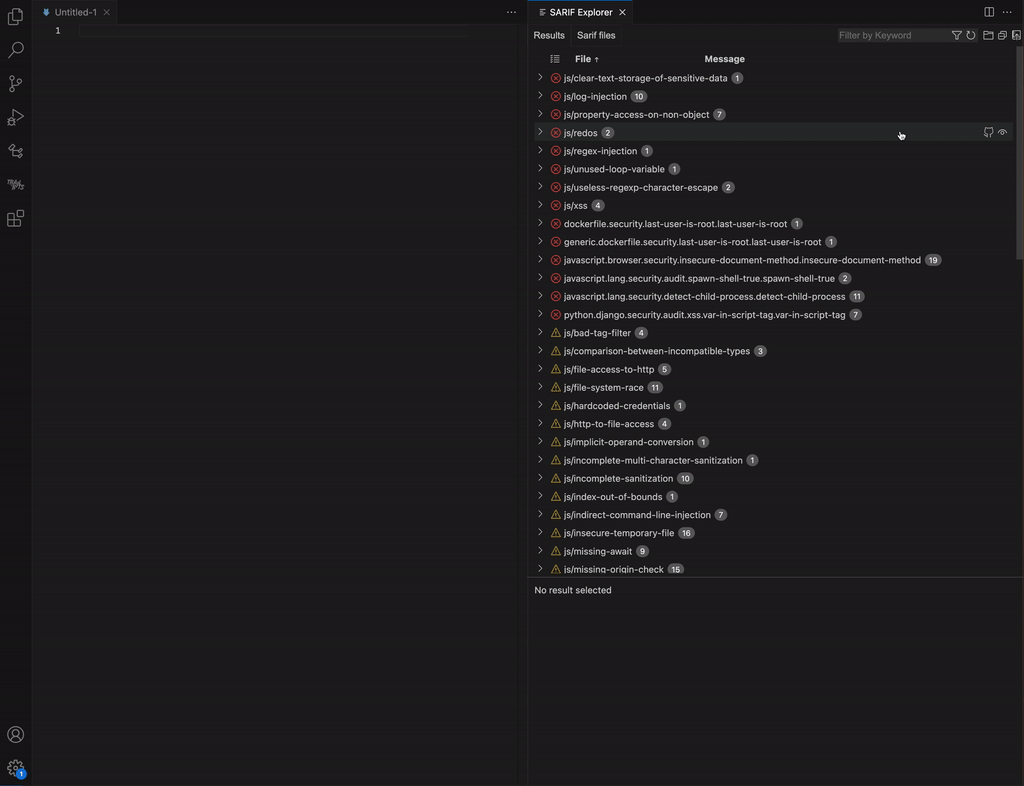 Untitled-1
1
SARIF Explorer
Results Sarif files
Filter by Keyword
File ↑ Message
js/clear-text-storage-of-sensitive-data 1
js/log-injection 10
js/property-access-on-non-object 7
js/redos 2
js/regex-injection 1
js/unused-loop-variable 1
js/useless-regexp-character-escape 2
js/xss 4
dockerfile.security.last-user-is-root.last-user-is-root 1
generic.dockerfile.security.last-user-is-root.last-user-is-root 1
javascript.browser.security.insecure-document-method.insecure-document-method 19
javascript.lang.security.audit.spawn-shell-true.spawn-shell-true 2
javascript.lang.security.detect-child-process.detect-child-process 11
python.django.security.audit.xss.var-in-script-tag.var-in-script-tag 7
js/bad-tag-filter 4
js/comparison-between-incompatible-types 3
js/file-access-to-http 5
js/file-system-race 11
js/hardcoded-credentials 1
js/http-to-file-access 4
js/implicit-operand-conversion 1
js/incomplete-multi-character-sanitization 1
js/incomplete-sanitization 10
js/index-out-of-bounds 1
js/indirect-command-line-injection 7
js/insecure-temporary-file 16
js/missing-await 9
js/missing-origin-check 15
No result selected
1